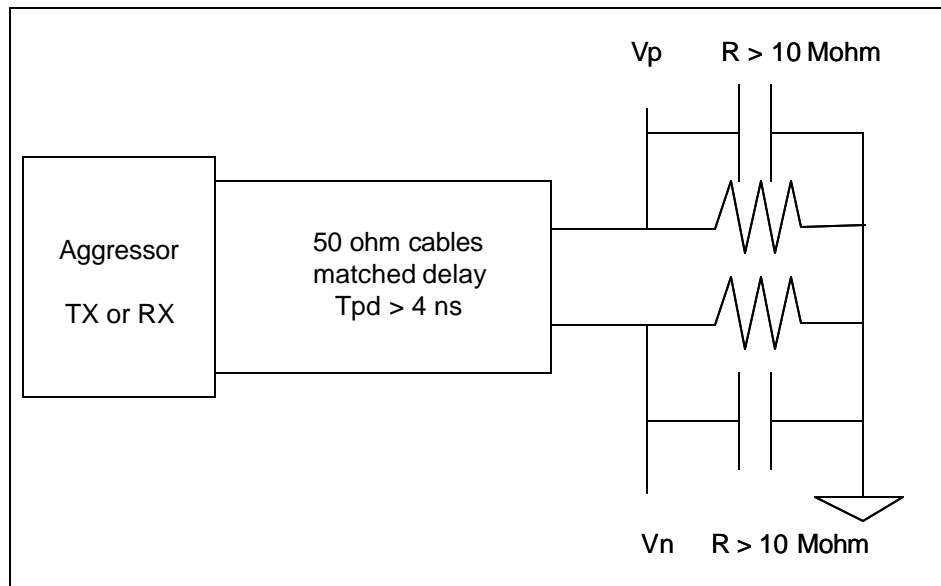 Vp R > 10 Mohm
Aggressor
TX or RX
50 ohm cables
matched delay
Tpd > 4 ns
Vn R > 10 Mohm